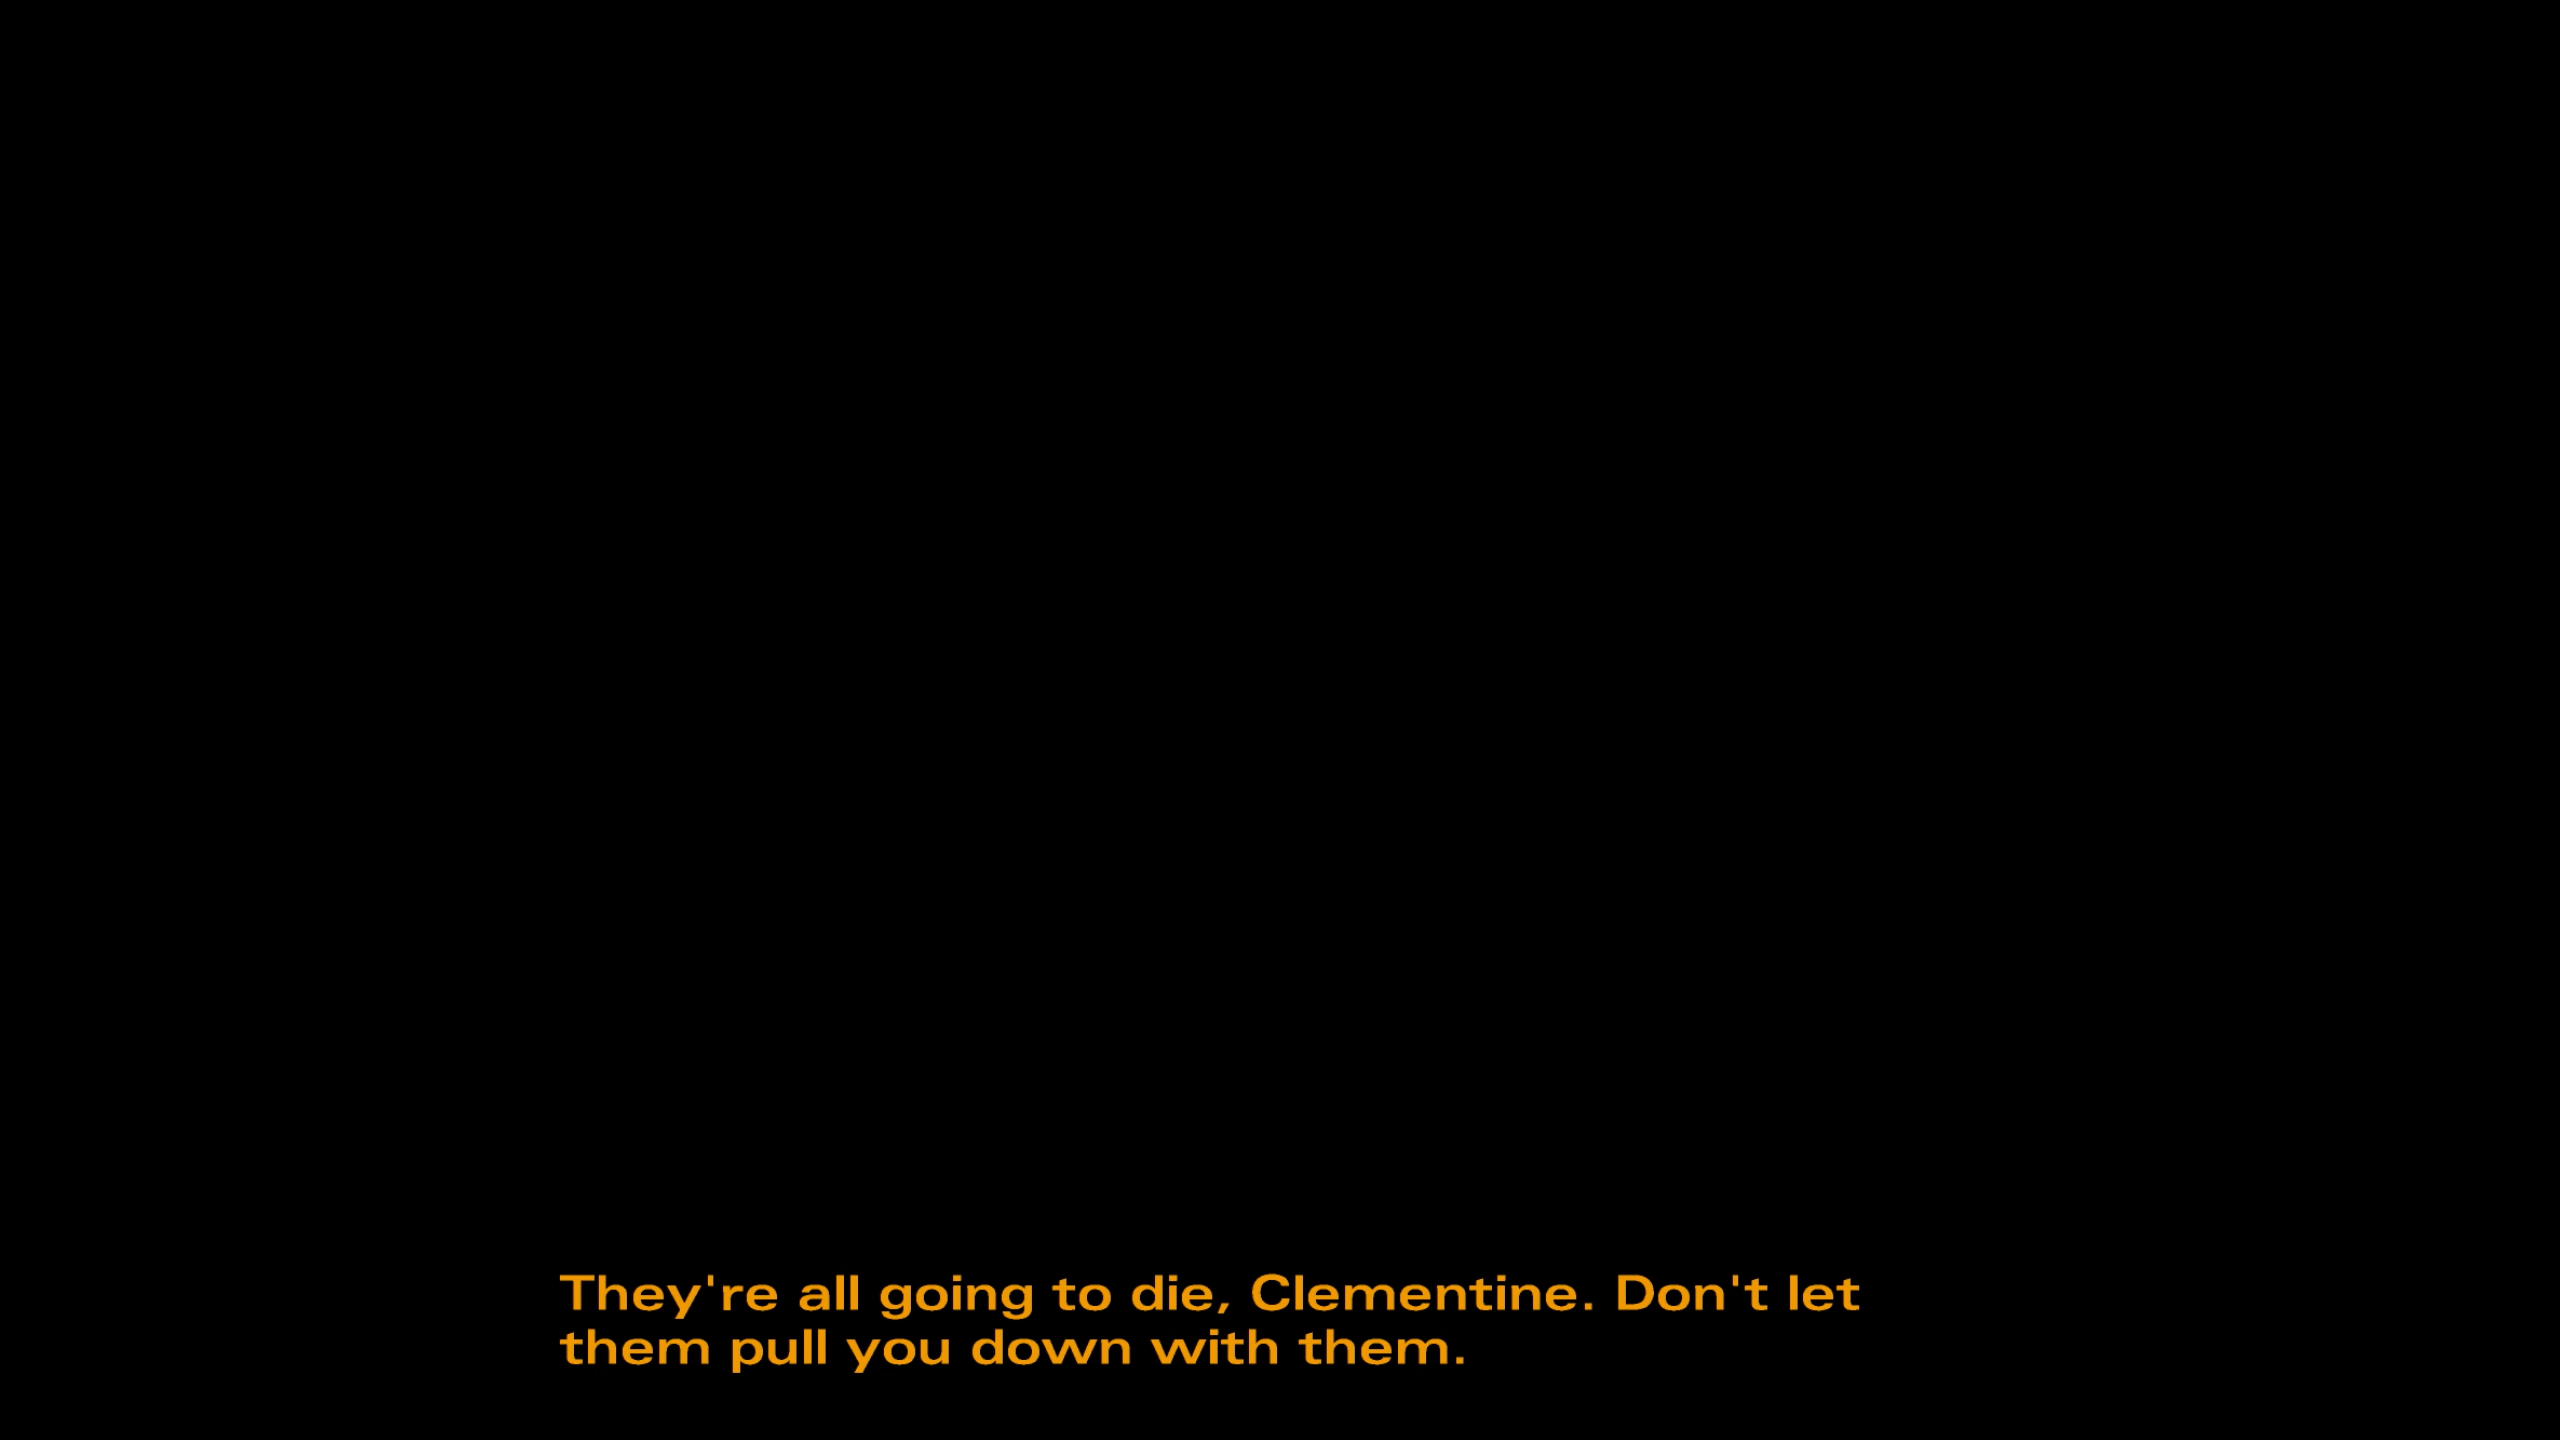 They're all going to die, Clementine. Don't let
them pull you down with them.